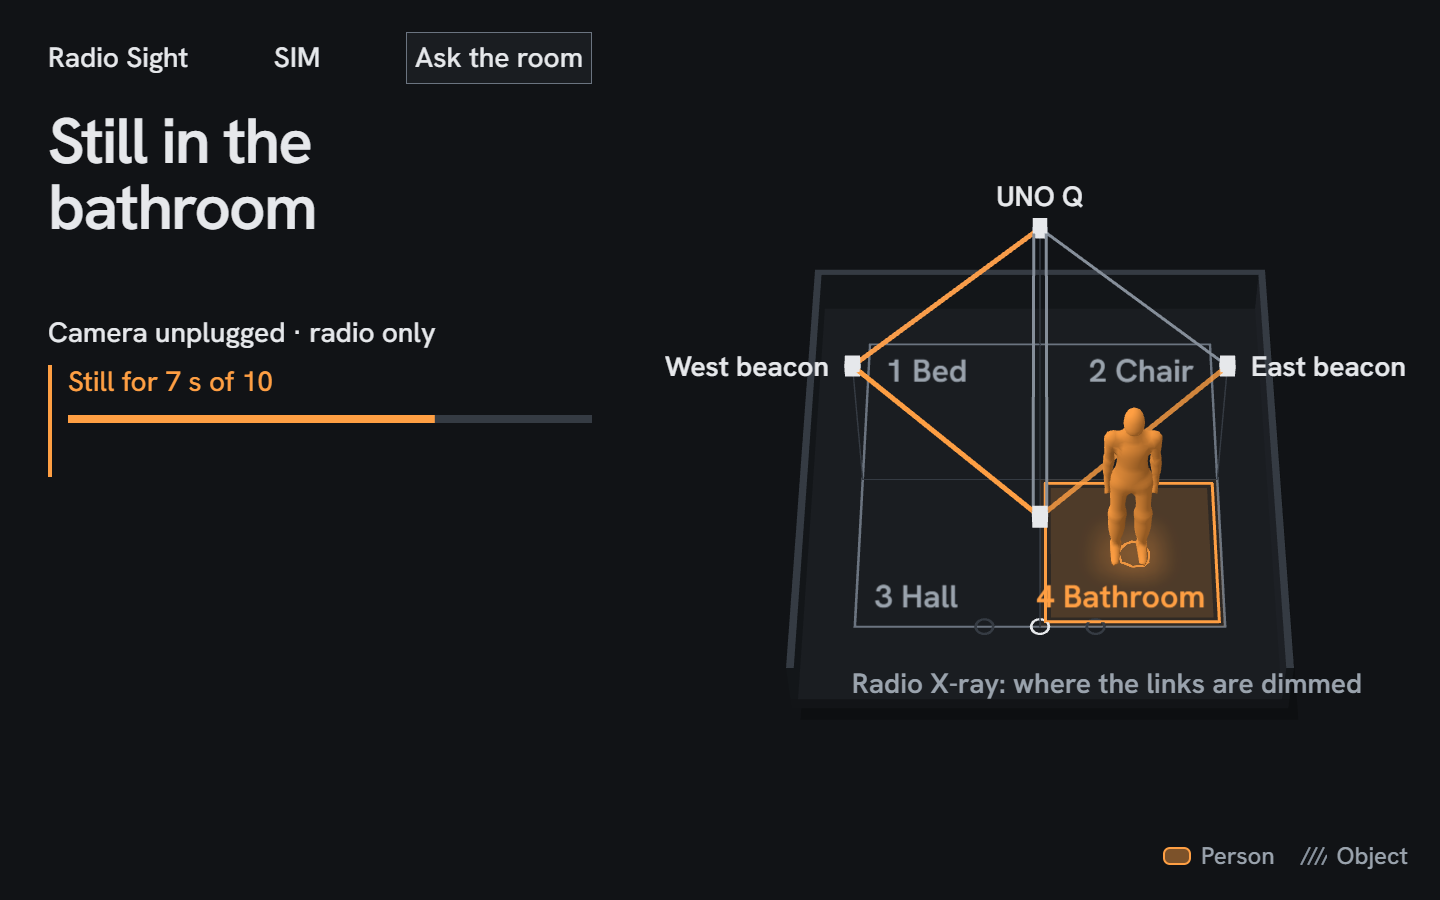 Radio Sight
SIM
Ask the room
Still in the
bathroom
Camera unplugged · radio only
Still for 7 s of 10
UNO Q
West beacon
East beacon
1 Bed
2 Chair
3 Hall
4 Bathroom
Radio X-ray: where the links are dimmed
Person
Object